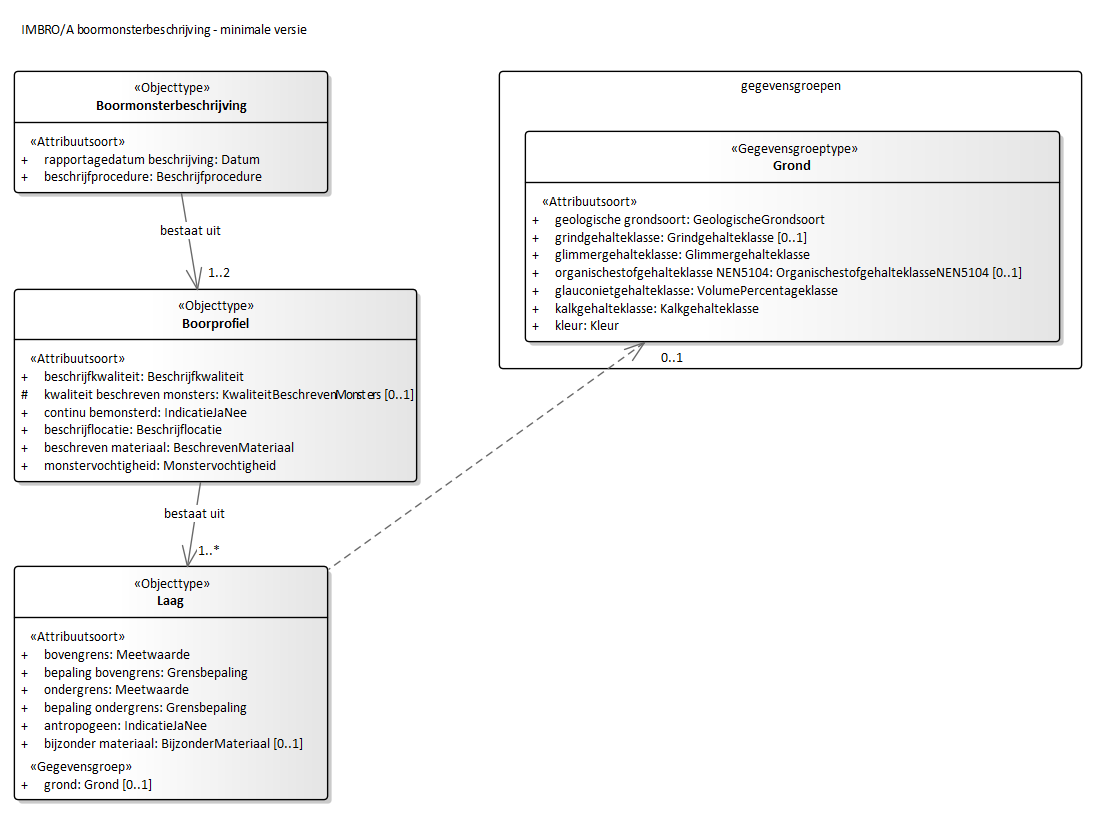 IMBRO/A boormonsterbeschrijving - minimale versie
«Objecttype»
Boormonsterbeschrijving
«Attribuutsoort»
+ rapportagedatum beschrijving: Datum
+ beschrijfprocedure: Beschrijfprocedure
bestaat uit
1..2
«Objecttype»
Boorprofiel
«Attribuutsoort»
+ beschrijfkwaliteit: Beschrijfkwaliteit
# kwaliteit beschreven monsters: KwaliteitBeschrevenMonsters [0..1]
+ continu bemonsterd: IndicatieJaNee
+ beschrijflocatie: Beschrijflocatie
+ beschreven materiaal: BeschrevenMateriaal
+ monstervochtigheid: Monstervochtigheid
bestaat uit
1..*
«Objecttype»
Laag
«Attribuutsoort»
+ bovengrens: Meetwaarde
+ bepaling bovengrens: Grensbepaling
+ ondergrens: Meetwaarde
+ bepaling ondergrens: Grensbepaling
+ antropogeen: IndicatieJaNee
+ bijzonder materiaal: BijzonderMateriaal [0..1]
«Gegevensgroep»
+ grond: Grond [0..1]
gegevensgroepen
«Gegevensgroeptype»
Grond
«Attribuutsoort»
+ geologische grondsoort: GeologischeGrondsoort
+ grindgehalteklasse: Grindgehalteklasse [0..1]
+ glimmergehalteklasse: Glimmergehalteklasse
+ organischestofgehalteklasse NEN5104: OrganischestofgehalteklasseNEN5104 [0..1]
+ glauconietgehalteklasse: VolumePercentageklasse
+ kalkgehalteklasse: Kalkgehalteklasse
+ kleur: Kleur
0..1